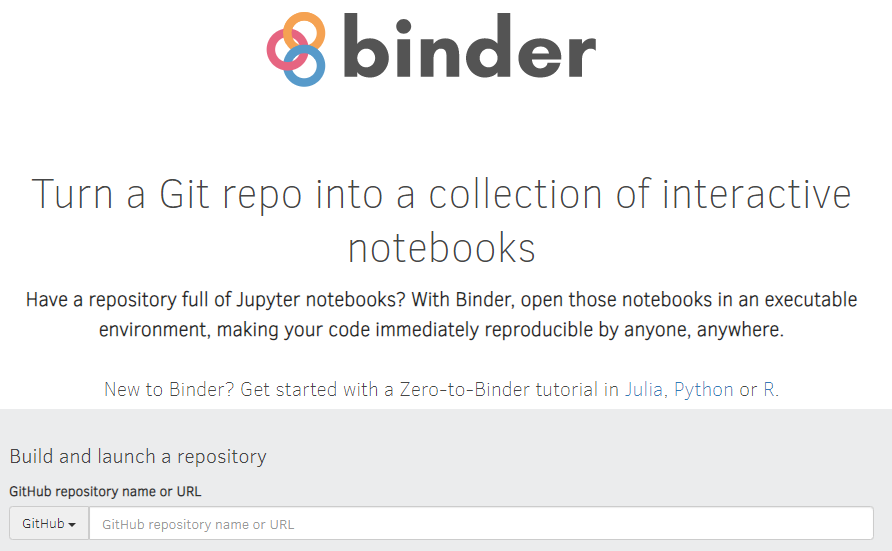 binder
Turn a Git repo into a collection of interactive
notebooks
Have a repository full of Jupyter notebooks? With Binder, open those notebooks in an executable
environment, making your code immediately reproducible by anyone, anywhere.
New to Binder? Get started with a Zero-to-Binder tutorial in Julia, Python or R.
Build and launch a repository
GitHub repository name or URL
GitHub GitHub repository name or URL